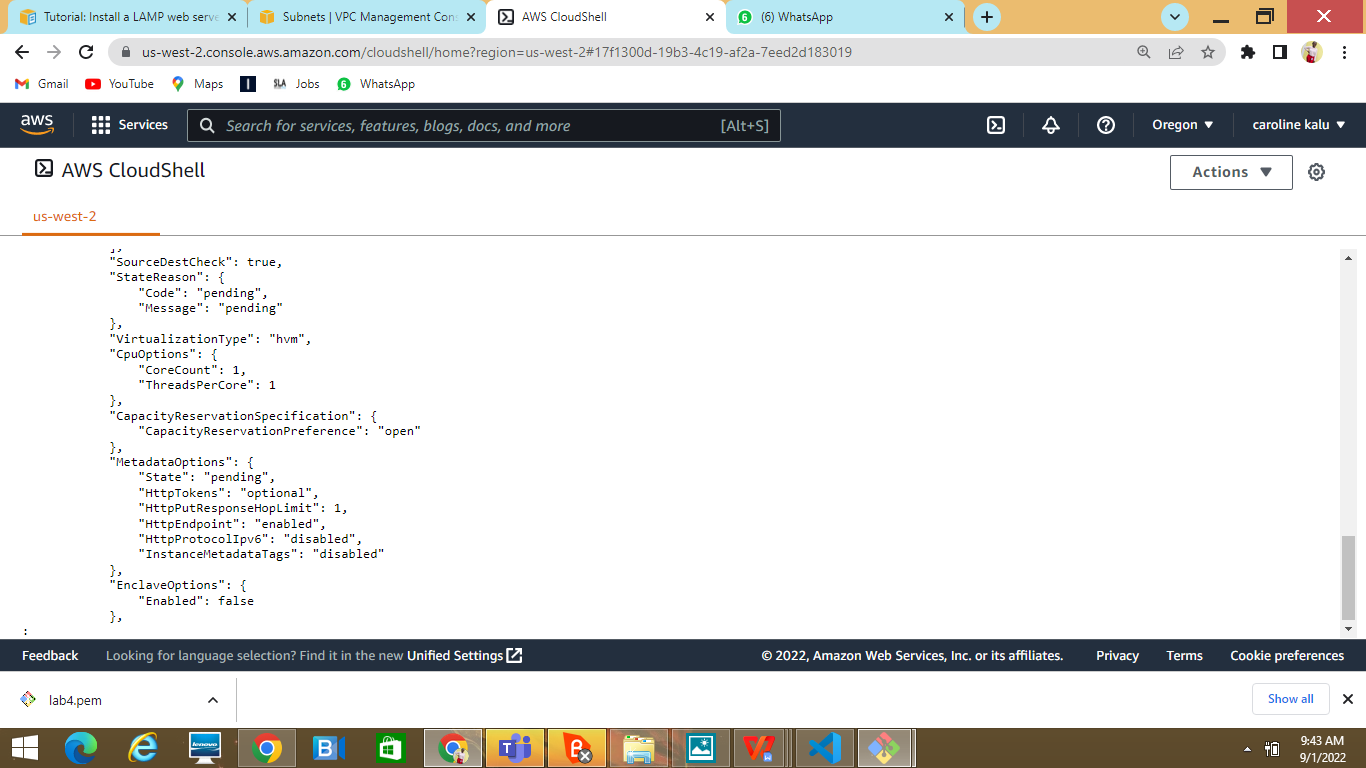 Tutorial: Install a LAMP web serve
Subnets | VPC Management Con
AWS CloudShell
(6) WhatsApp
us-west-2.console.aws.amazon.com/cloudshell/home?region=us-west-2#17f1300d-19b3-4c19-af2a-7eed2d183019
Gmail
YouTube
Maps
I
SLA
Jobs
6
WhatsApp
aws
Services
Search for services, features, blogs, docs, and more
[Alt+S]
Oregon
caroline kalu
AWS CloudShell
Actions
us-west-2
],
"SourceDestCheck": true,
"StateReason": {
"Code": "pending",
"Message": "pending"
},
"VirtualizationType": "hvm",
"CpuOptions": {
"CoreCount": 1,
"ThreadsPerCore": 1
},
"CapacityReservationSpecification": {
"CapacityReservationPreference": "open"
},
"MetadataOptions": {
"State": "pending",
"HttpTokens": "optional",
"HttpPutResponseHopLimit": 1,
"HttpEndpoint": "enabled",
"HttpProtocolIpv6": "disabled",
"InstanceMetadataTags": "disabled"
},
"EnclaveOptions": {
"Enabled": false
},
:
Feedback
Looking for language selection? Find it in the new Unified Settings
© 2022, Amazon Web Services, Inc. or its affiliates.
Privacy
Terms
Cookie preferences
lab4.pem
Show all
lenovo
9:43 AM
9/1/2022